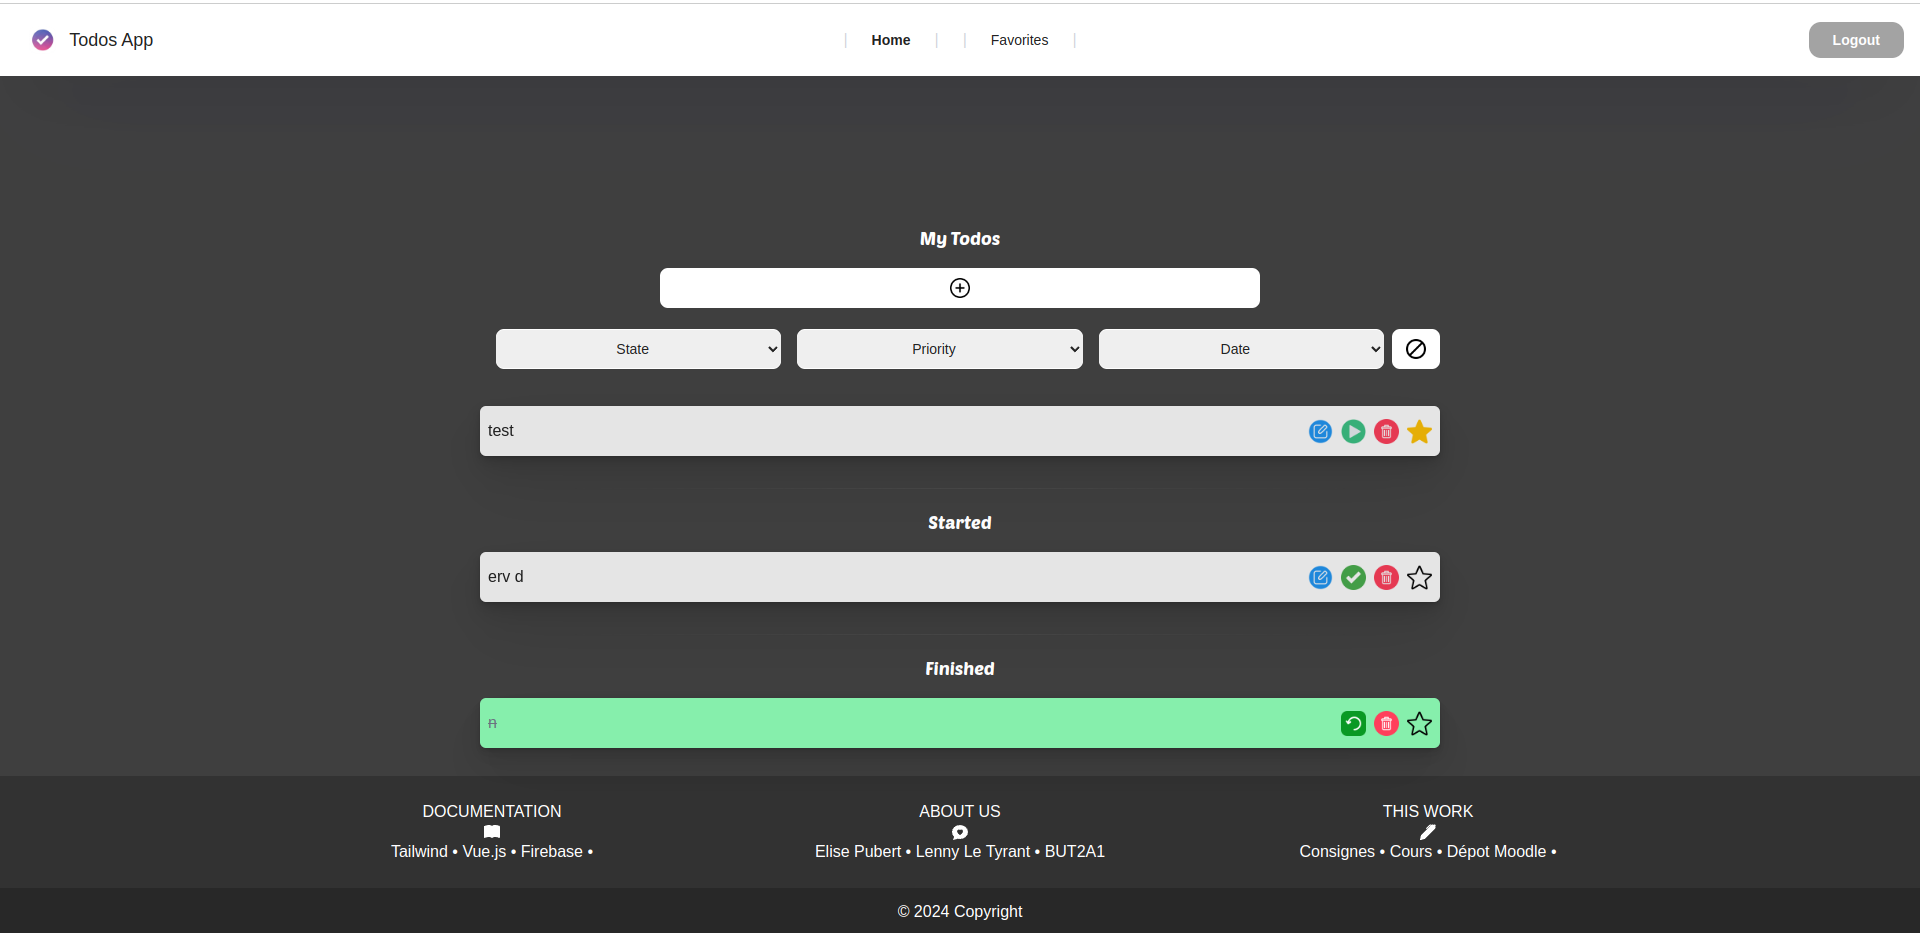 Todos App
| Home | | Favorites |
Logout
My Todos
State
Priority
Date
test
Started
erv d
Finished
n
DOCUMENTATION
Tailwind • Vue.js • Firebase •
ABOUT US
Elise Pubert • Lenny Le Tyrant • BUT2A1
THIS WORK
Consignes • Cours • Dépot Moodle •
© 2024 Copyright